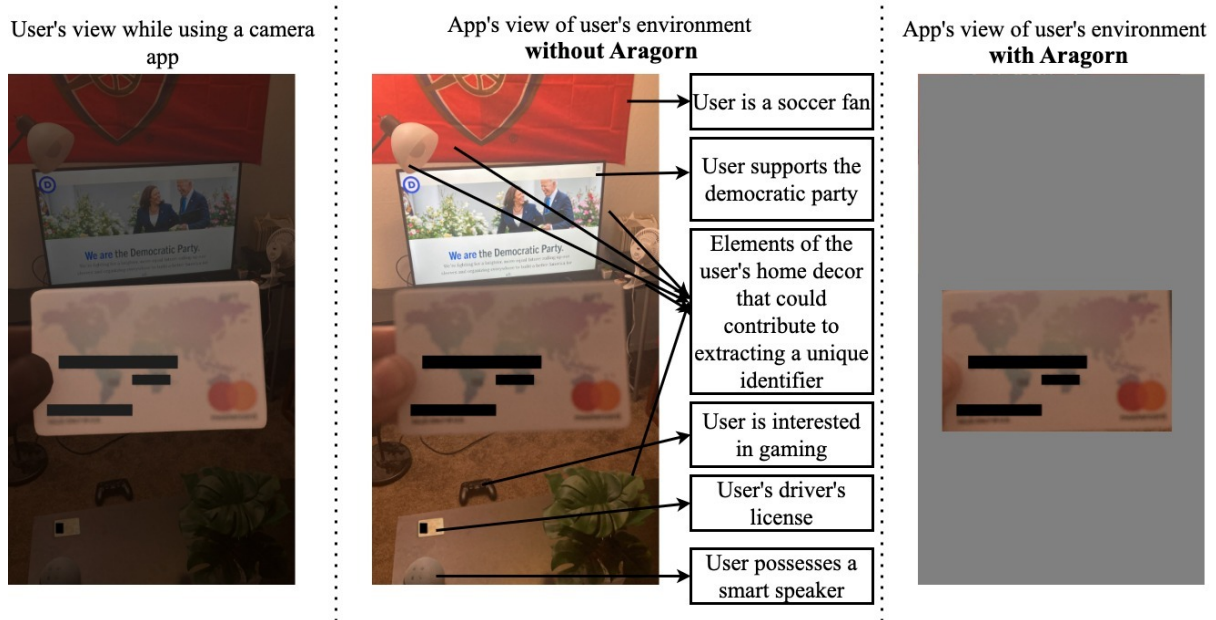 User's view while using a camera
app
App's view of user's environment
without Aragorn
App's view of user's environment
with Aragorn
User is a soccer fan
User supports the
democratic party
Elements of the
user's home decor
that could
contribute to
extracting a unique
identifier
User is interested
in gaming
User's driver's
license
User possesses a
smart speaker
D
We are the Democratic Party.
D
We are the Democratic Party.